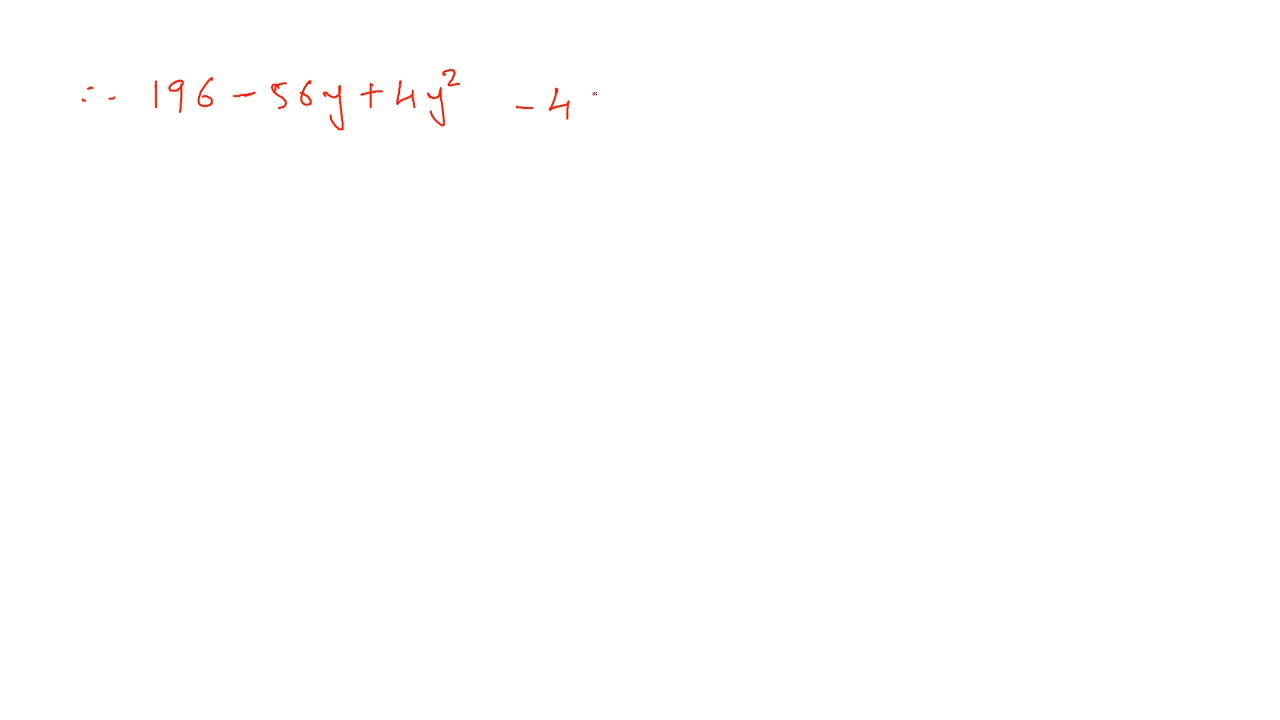 ∴ 196 - 56y + 4y² - 4